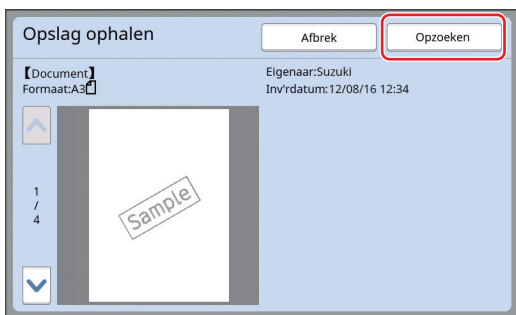 Opslag ophalen
Afbrek
Opzoeken
【Document】
Formaat:A3
Eigenaar:Suzuki
Inv'rdatum:12/08/16 12:34
1
/
4
Sample